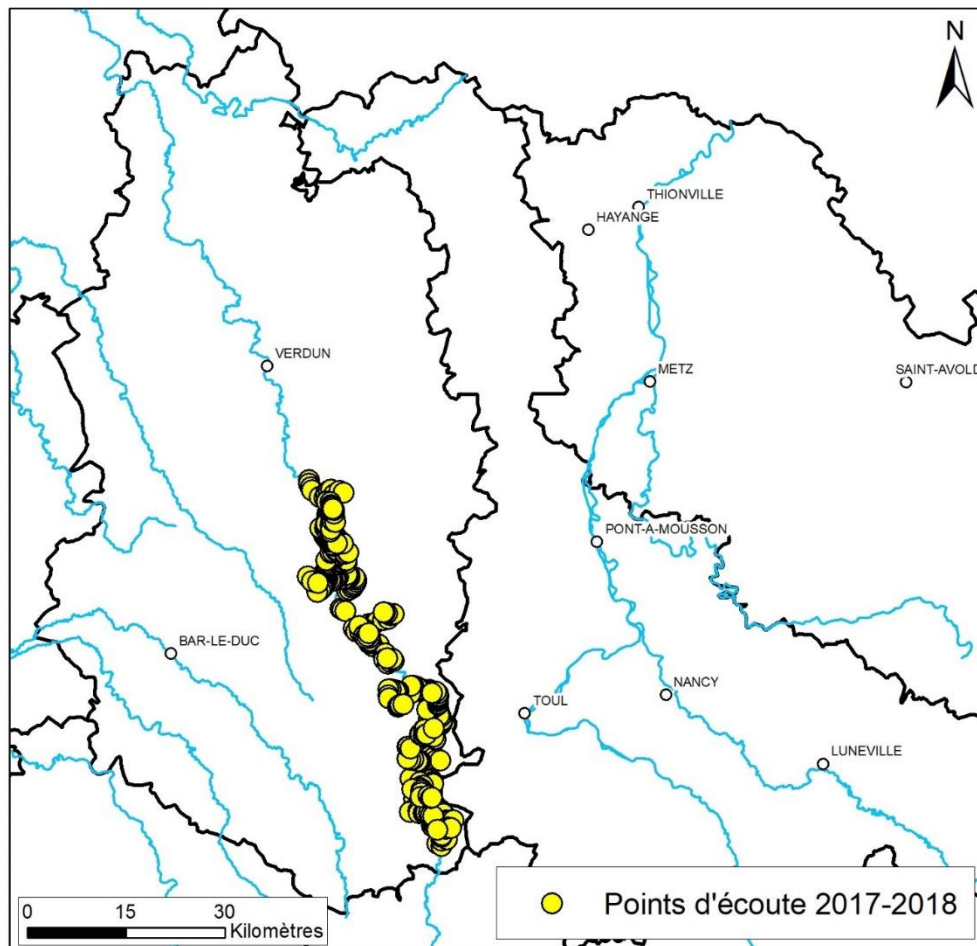 N
THIONVILLE
HAYANGE
VERDUN
METZ
SAINT-AVOLD
PONT-A-MOUSSON
BAR-LE-DUC
NANCY
TOUL
LUNEVILLE
0 15 30
Kilomètres
Points d'écoute 2017-2018